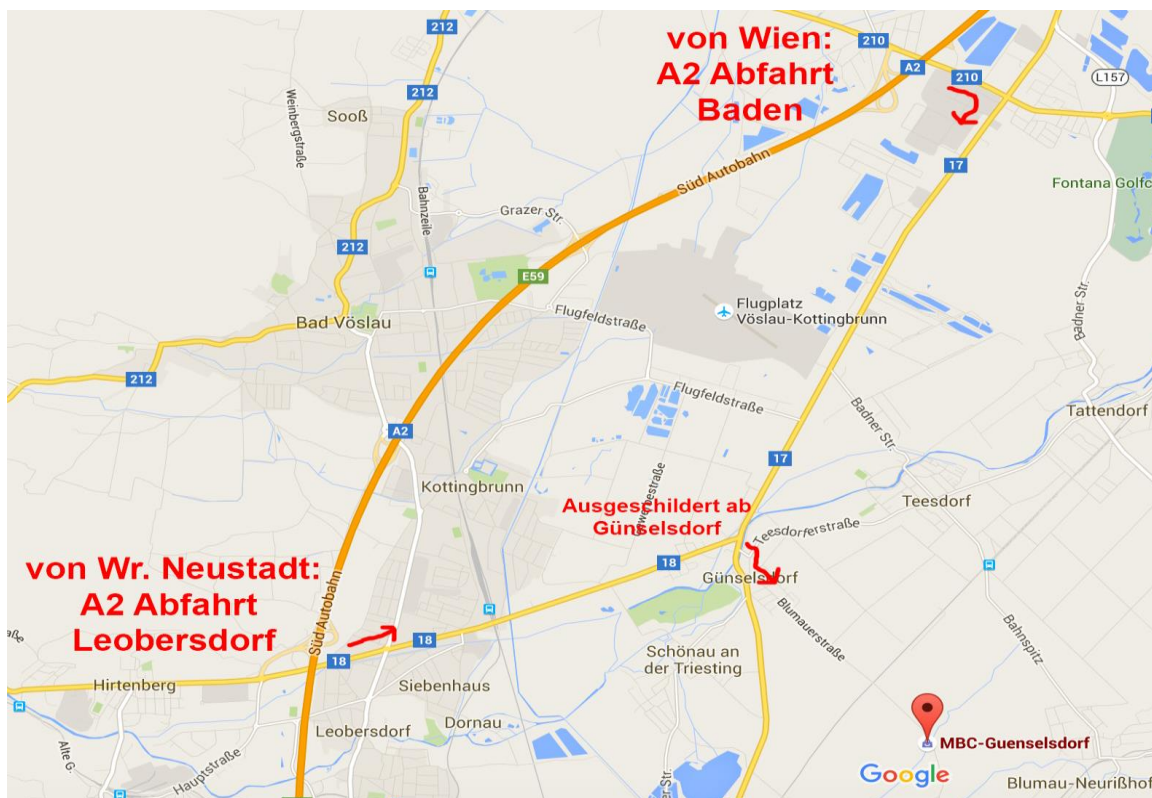 212
210
von Wien:
A2 Abfahrt
Baden
A2
210
L157
212
Weinbergstraße
Sooß
Bahnzeile
Süd Autobahn
17
Fontana Golfc
Grazer Str.
212
E59
Flugplatz
Vöslau-Kottingbrunn
Badner Str.
Bad Vöslau
Flugfeldstraße
212
Flugfeldstraße
Badner Str.
Tattendorf
A2
17
Kottingbrunn
Teesdorf
Ausgeschildert ab
Günselsdorf
Teesdorferstraße
18
Günselsdorf
von Wr. Neustadt:
A2 Abfahrt
Leobersdorf
Süd Autobahn
18
18
Blumauerstraße
Bahnspitz
Schönau an
der Triesting
Hirtenberg
Siebenhaus
Dornau
Leobersdorf
Alte G.
Hauptstraße
MBC-Guenselsdorf
Google
Blumau-Neurißhof